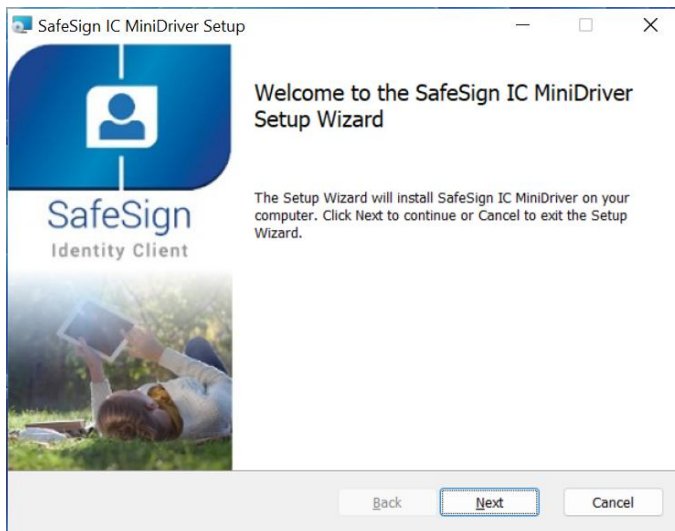 SafeSign IC MiniDriver Setup
Welcome to the SafeSign IC MiniDriver
Setup Wizard
The Setup Wizard will install SafeSign IC MiniDriver on your
computer. Click Next to continue or Cancel to exit the Setup
Wizard.
SafeSign
Identity Client
Back
Next
Cancel